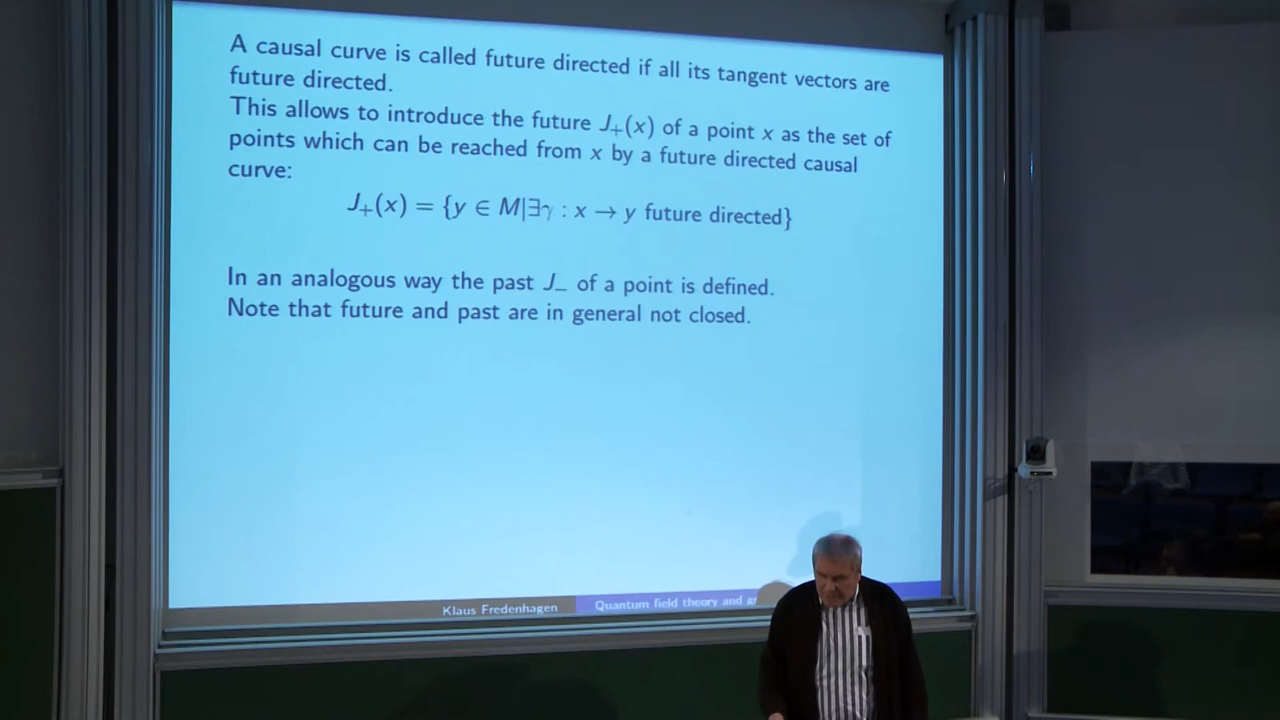 A causal curve is called future directed if all its tangent vectors are
future directed.
This allows to introduce the future J₊(x) of a point x as the set of
points which can be reached from x by a future directed causal
curve:
J₊(x) = {y ∈ M|∃γ : x → y future directed}
In an analogous way the past J₋ of a point is defined.
Note that future and past are in general not closed.
Klaus Fredenhagen
Quantum field theory and